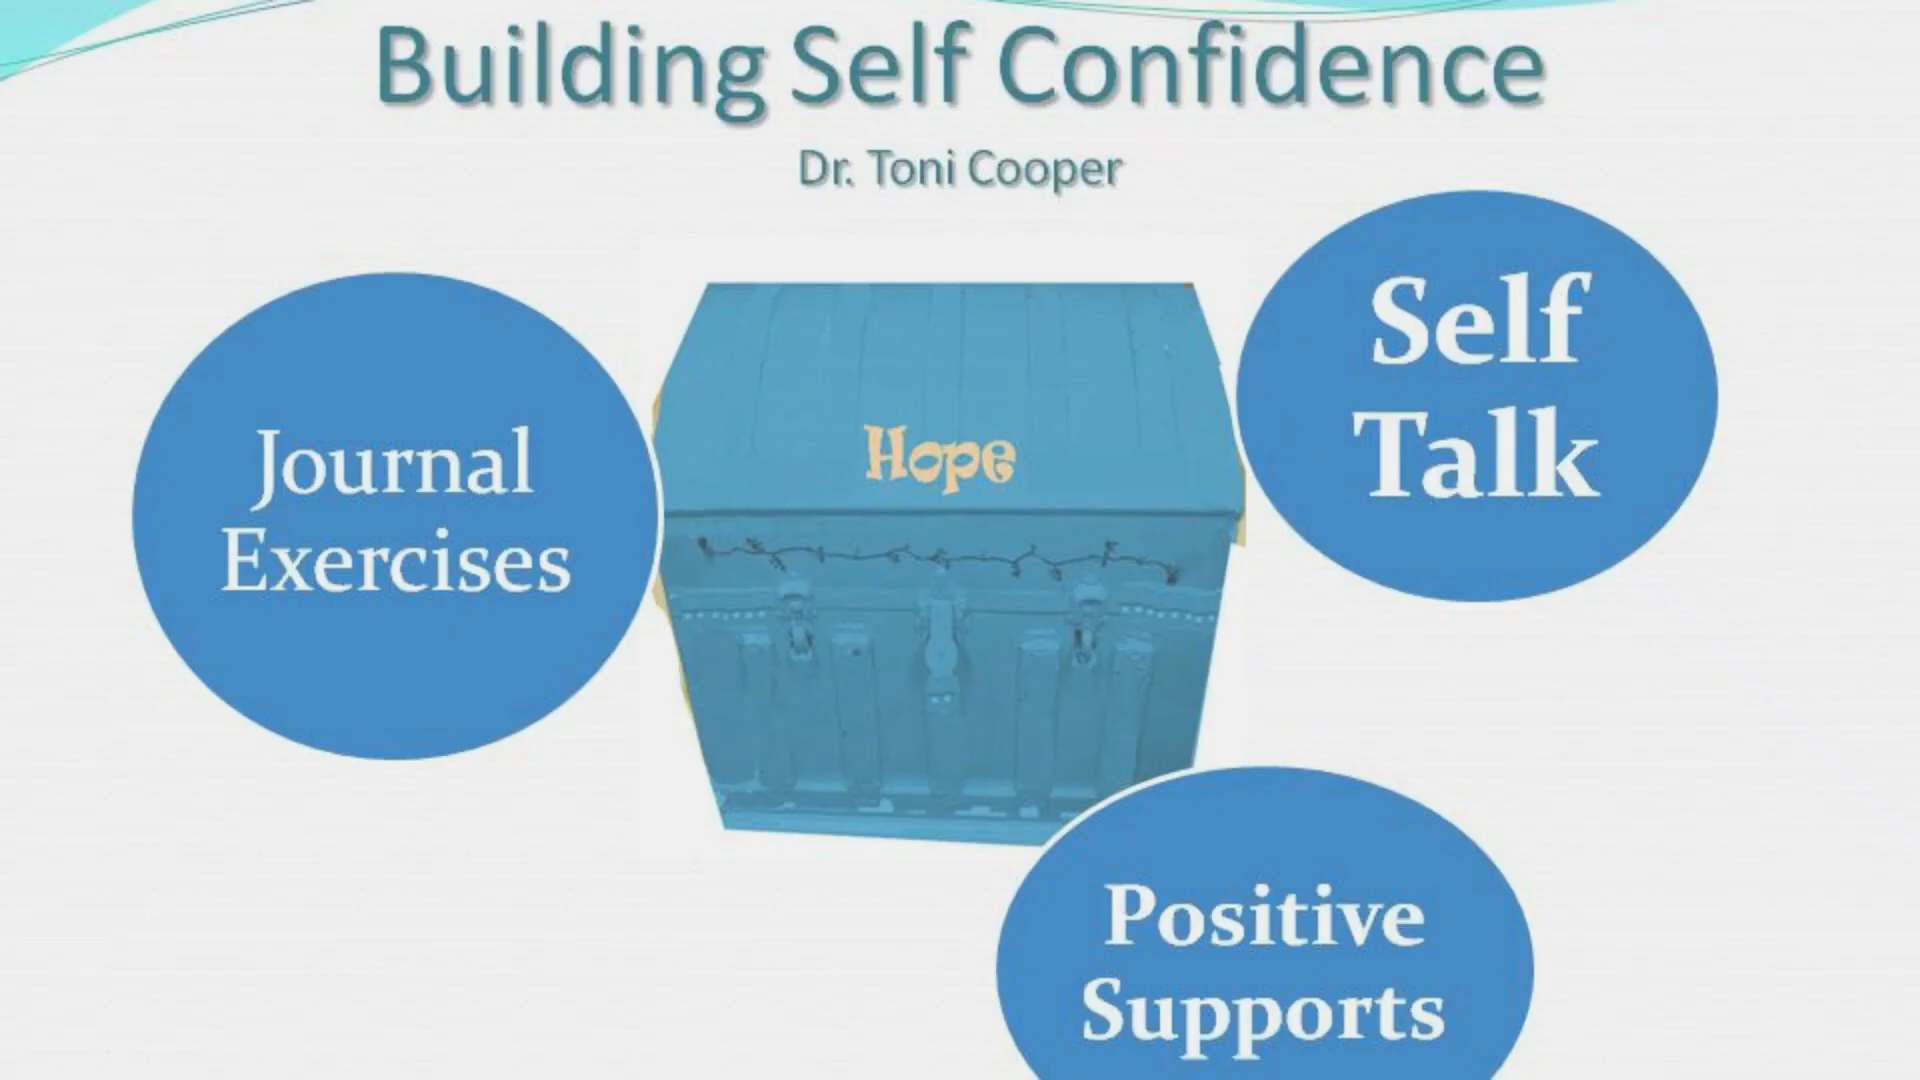 Building Self Confidence
Dr. Toni Cooper
Self
Talk
Journal
Exercises
Hope
Positive
Supports